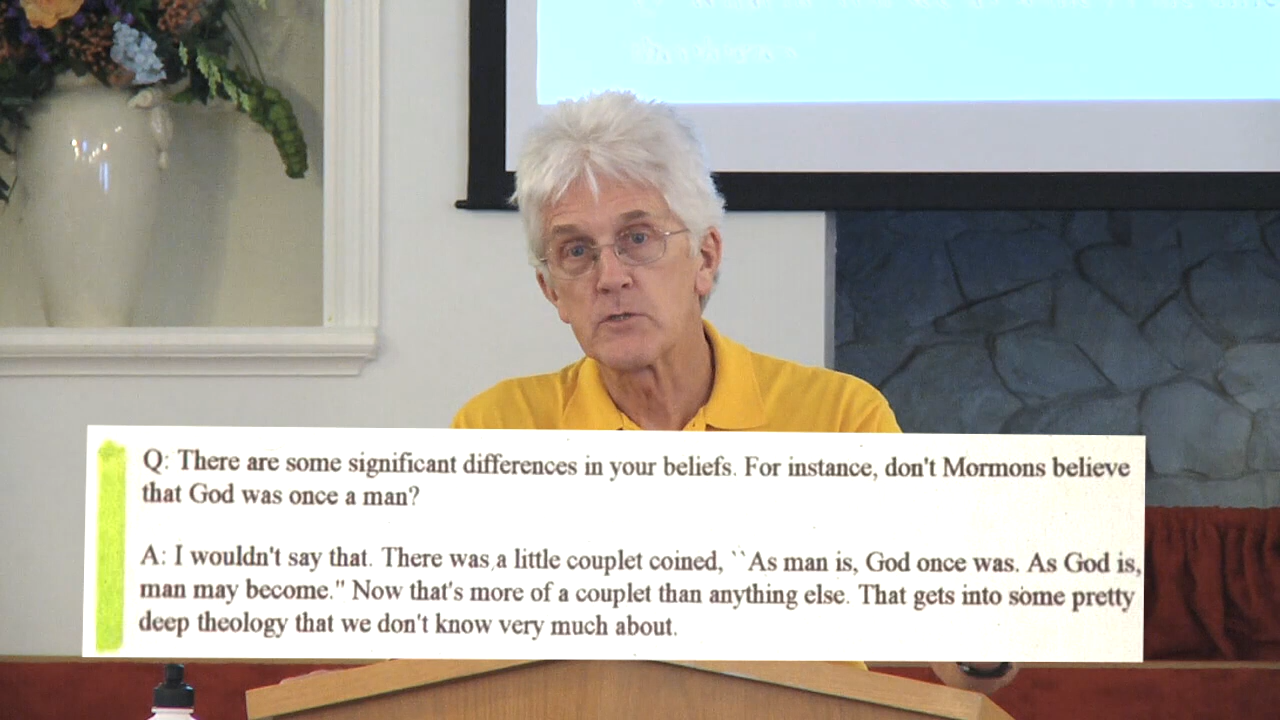 Q: There are some significant differences in your beliefs. For instance, don't Mormons believe
that God was once a man?
A: I wouldn't say that. There was a little couplet coined, ``As man is, God once was. As God is,
man may become." Now that's more of a couplet than anything else. That gets into some pretty
deep theology that we don't know very much about.